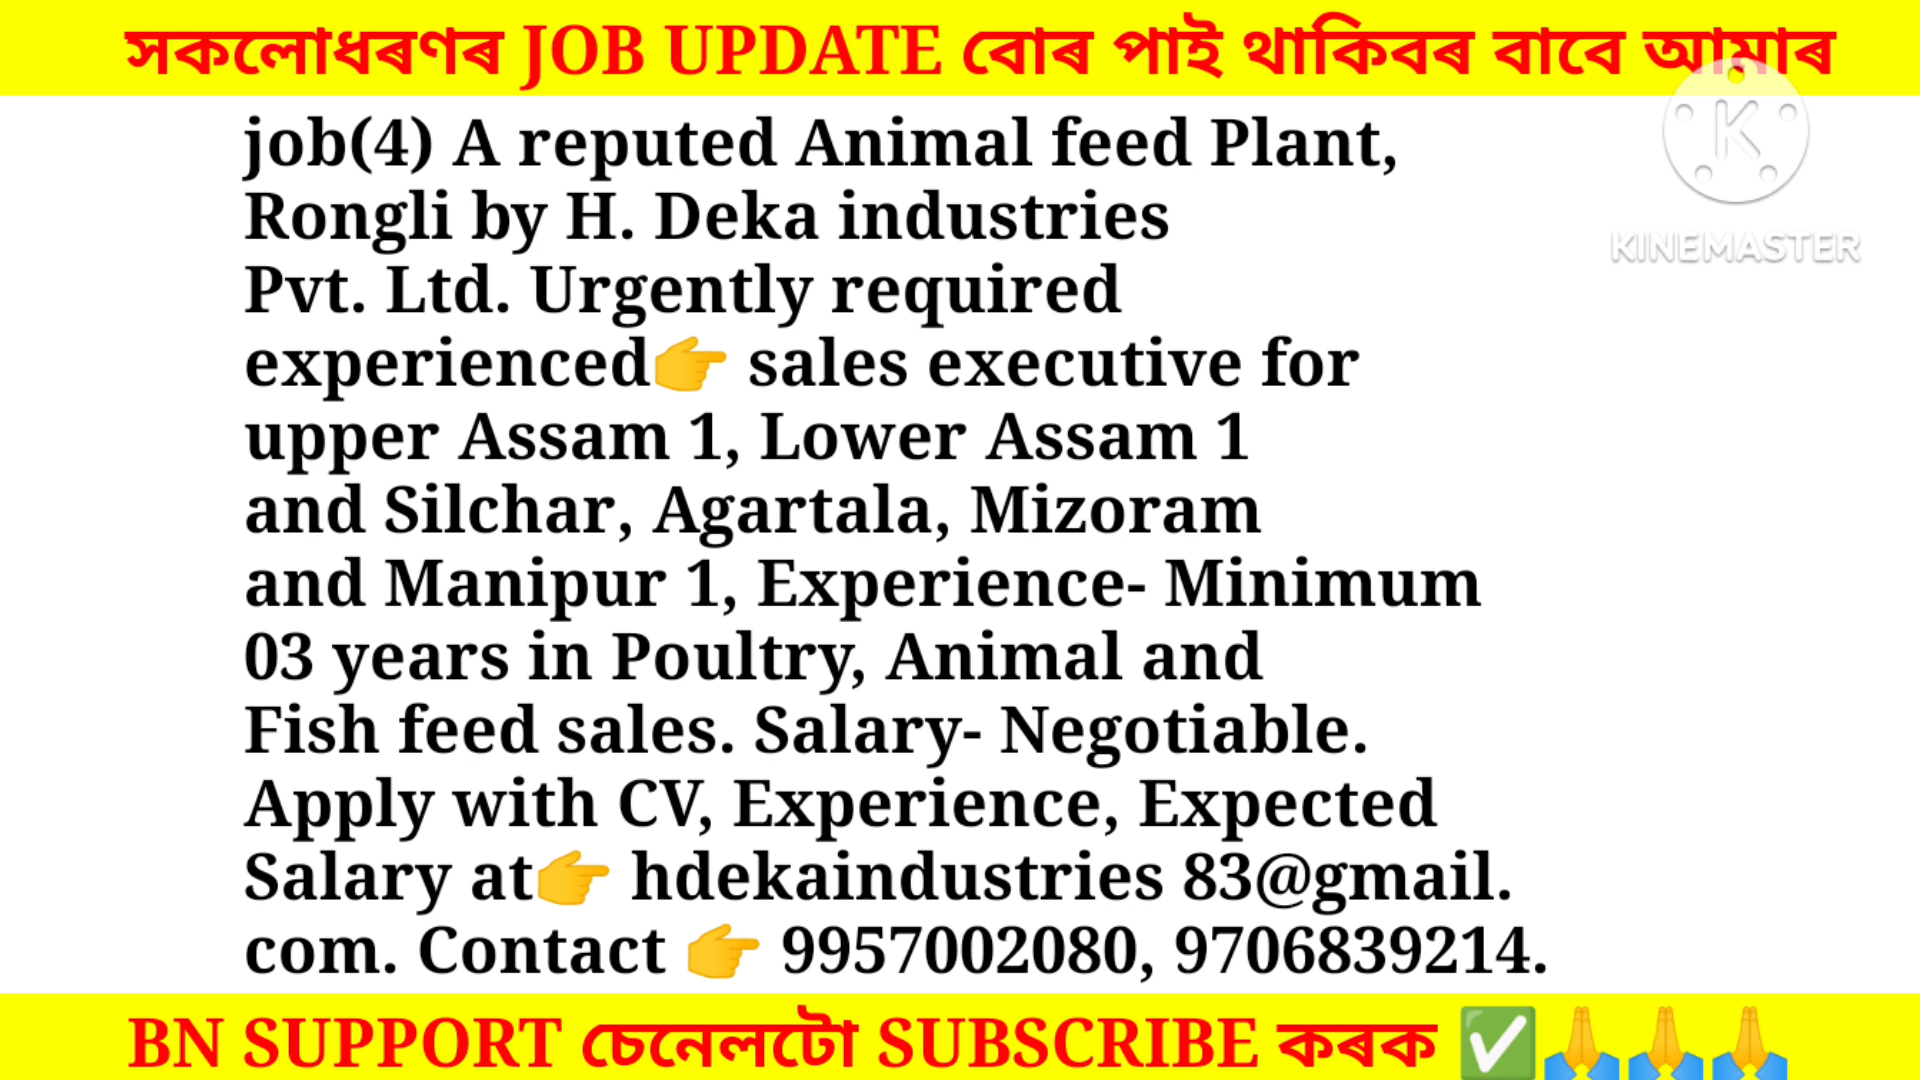 সকলোধৰণৰ JOB UPDATE বোৰ পাই থাকিবৰ বাবে আমাৰ
K
KINEMASTER
job(4) A reputed Animal feed Plant,
Rongli by H. Deka industries
Pvt. Ltd. Urgently required
experienced👉 sales executive for
upper Assam 1, Lower Assam 1
and Silchar, Agartala, Mizoram
and Manipur 1, Experience- Minimum
03 years in Poultry, Animal and
Fish feed sales. Salary- Negotiable.
Apply with CV, Experience, Expected
Salary at👉 hdekaindustries 83@gmail.
com. Contact 👉 9957002080, 9706839214.
BN SUPPORT চেনেলটো SUBSCRIBE কৰক ✅🙏🙏🙏